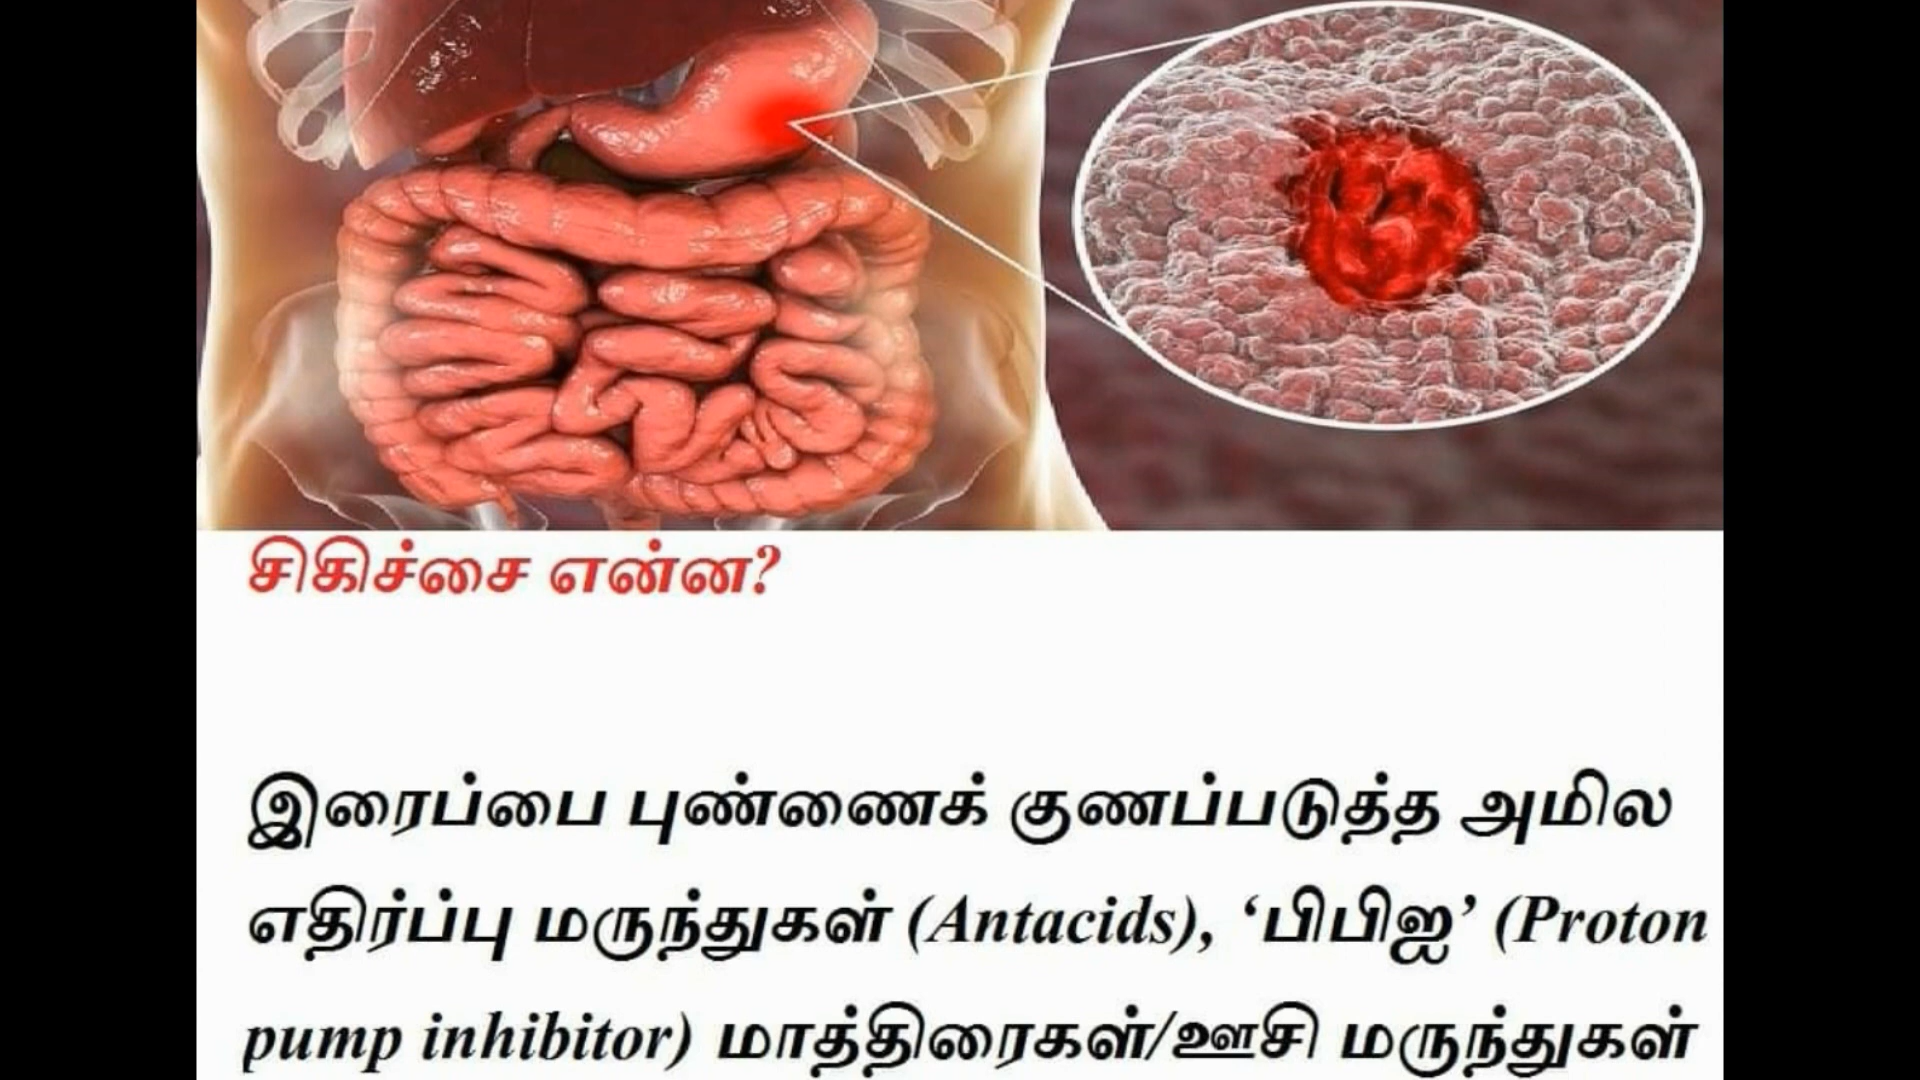 சிகிச்சை என்ன?
இரைப்பை புண்ணைக் குணப்படுத்த அமில
எதிர்ப்பு மருந்துகள் (Antacids), ‘பிபிஐ’ (Proton
pump inhibitor) மாத்திரைகள்/ஊசி மருந்துகள்